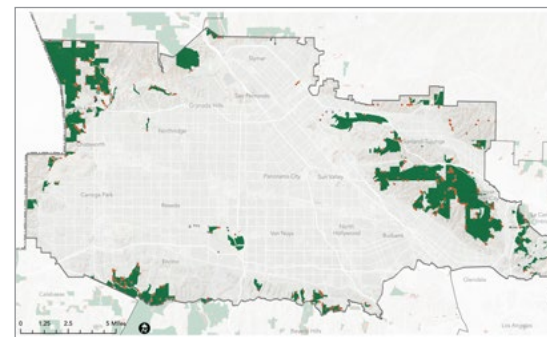 Sylmar
San Fernando
Granada Hills
Chatsworth
Northridge
Sunland-Tujunga
Canoga Park
Reseda
Panorama City
Sun Valley
Van Nuys
North
Hollywood
Burbank
Encino
Glendale
Calabasas
Beverly Hills
Los Angeles
0 1.25 2.5 5 Miles